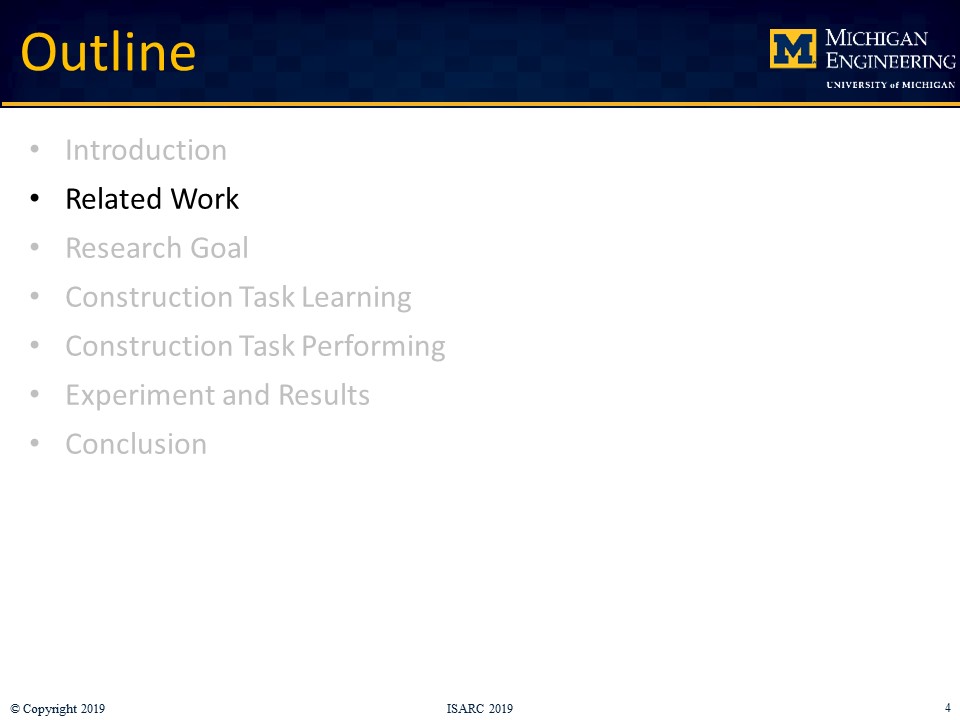 Outline
MICHIGAN
ENGINEERING
UNIVERSITY of MICHIGAN
• Introduction
• Related Work
• Research Goal
• Construction Task Learning
• Construction Task Performing
• Experiment and Results
• Conclusion
© Copyright 2019
ISARC 2019
4